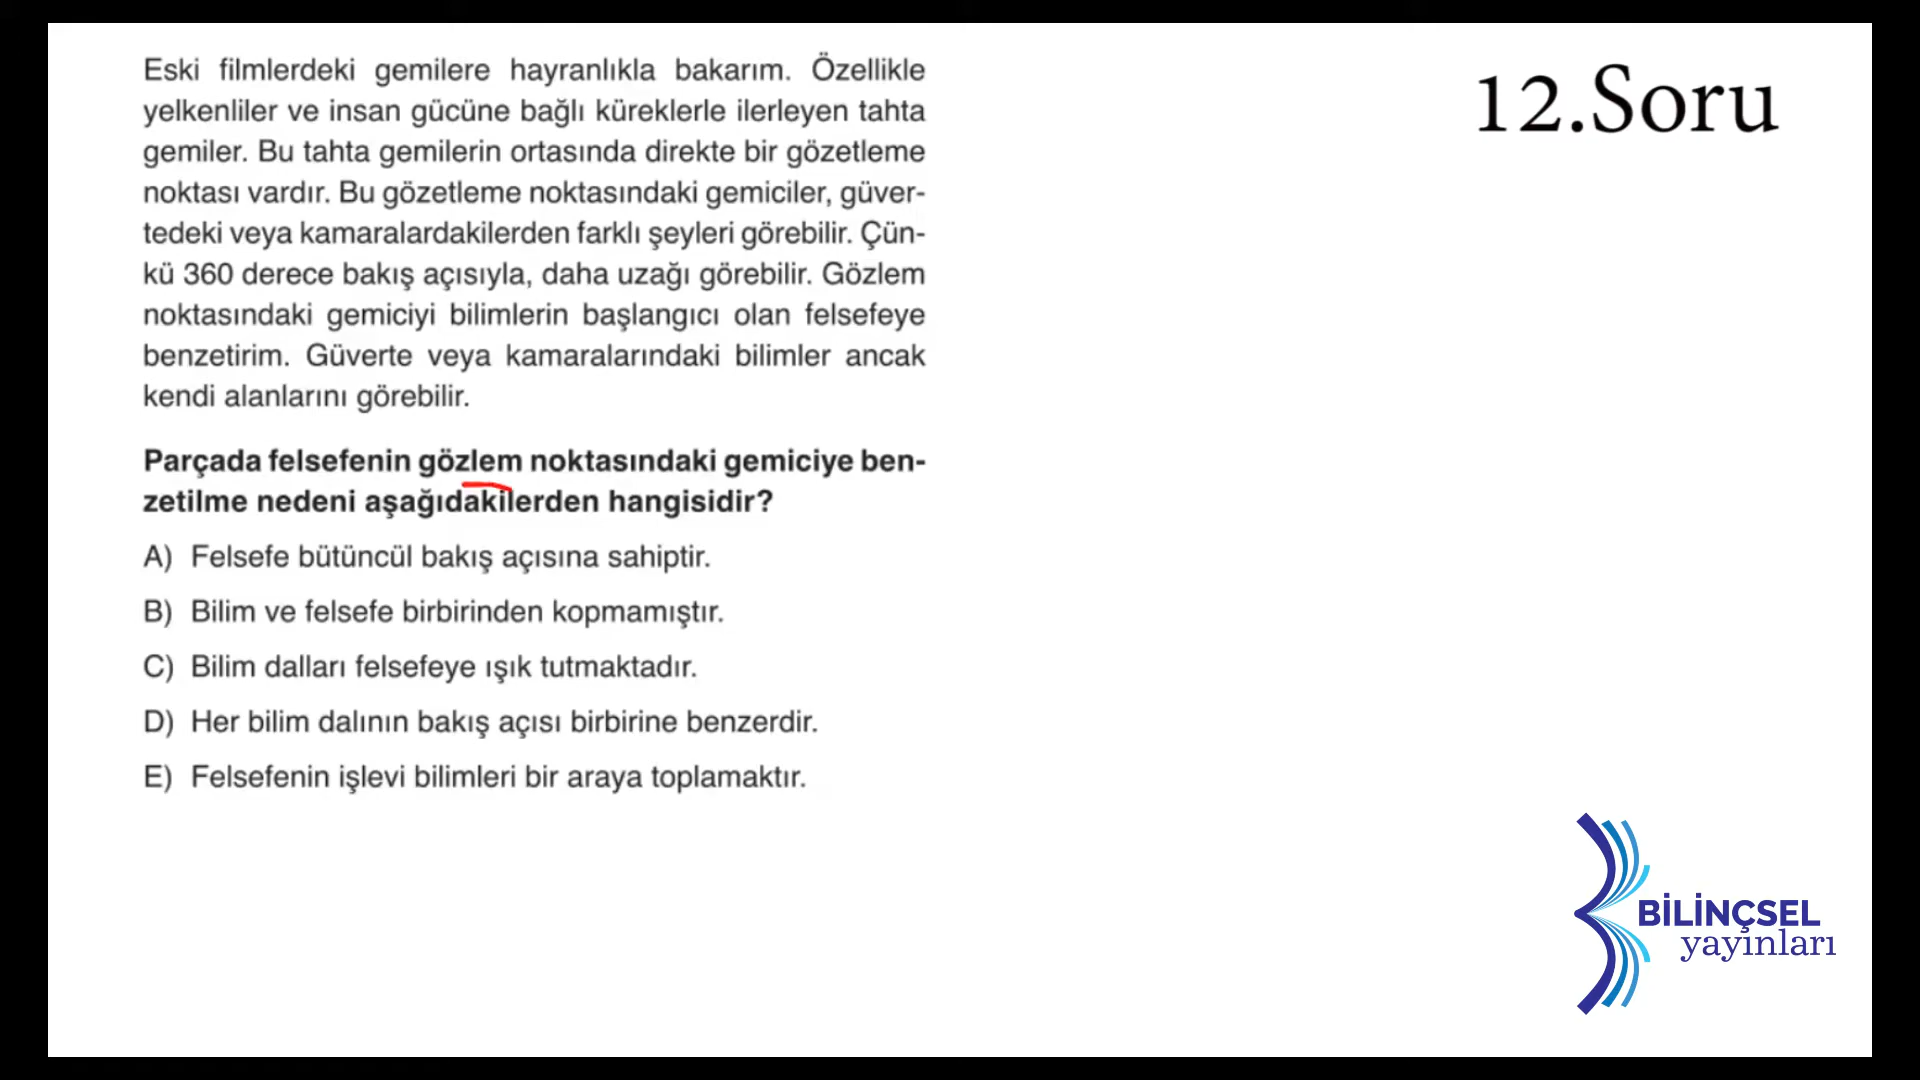 12.Soru
Eski filmlerdeki gemilere hayranlıkla bakarım. Özellikle
yelkenliler ve insan gücüne bağlı küreklerle ilerleyen tahta
gemiler. Bu tahta gemilerin ortasında direkte bir gözetleme
noktası vardır. Bu gözetleme noktasındaki gemiciler, güver-
tedeki veya kamaralardakilerden farklı şeyleri görebilir. Çün-
kü 360 derece bakış açısıyla, daha uzağı görebilir. Gözlem
noktasındaki gemiciyi bilimlerin başlangıcı olan felsefeye
benzetirim. Güverte veya kamaralarındaki bilimler ancak
kendi alanlarını görebilir.
Parçada felsefenin gözlem noktasındaki gemiciye ben-
zetilme nedeni aşağıdakilerden hangisidir?
A) Felsefe bütüncül bakış açısına sahiptir.
B) Bilim ve felsefe birbirinden kopmamıştır.
C) Bilim dalları felsefeye ışık tutmaktadır.
D) Her bilim dalının bakış açısı birbirine benzerdir.
E) Felsefenin işlevi bilimleri bir araya toplamaktır.
BİLİNÇSEL
yayınları